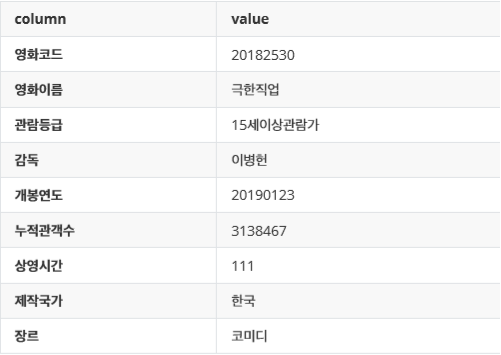 column value
영화코드 20182530
영화이름 극한직업
관람등급 15세이상관람가
감독 이병헌
개봉연도 20190123
누적관객수 3138467
상영시간 111
제작국가 한국
장르 코미디